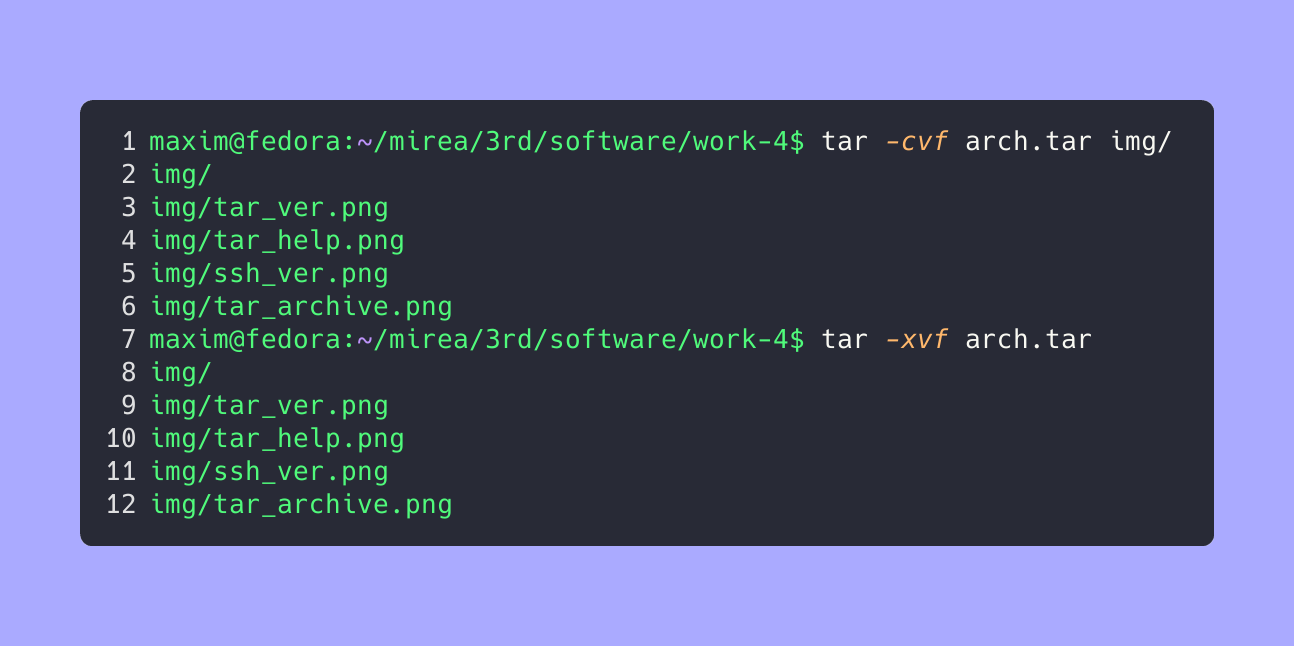 1 maxim@fedora:~/mirea/3rd/software/work-4$ tar -cvf arch.tar img/
2 img/
3 img/tar_ver.png
4 img/tar_help.png
5 img/ssh_ver.png
6 img/tar_archive.png
7 maxim@fedora:~/mirea/3rd/software/work-4$ tar -xvf arch.tar
8 img/
9 img/tar_ver.png
10 img/tar_help.png
11 img/ssh_ver.png
12 img/tar_archive.png